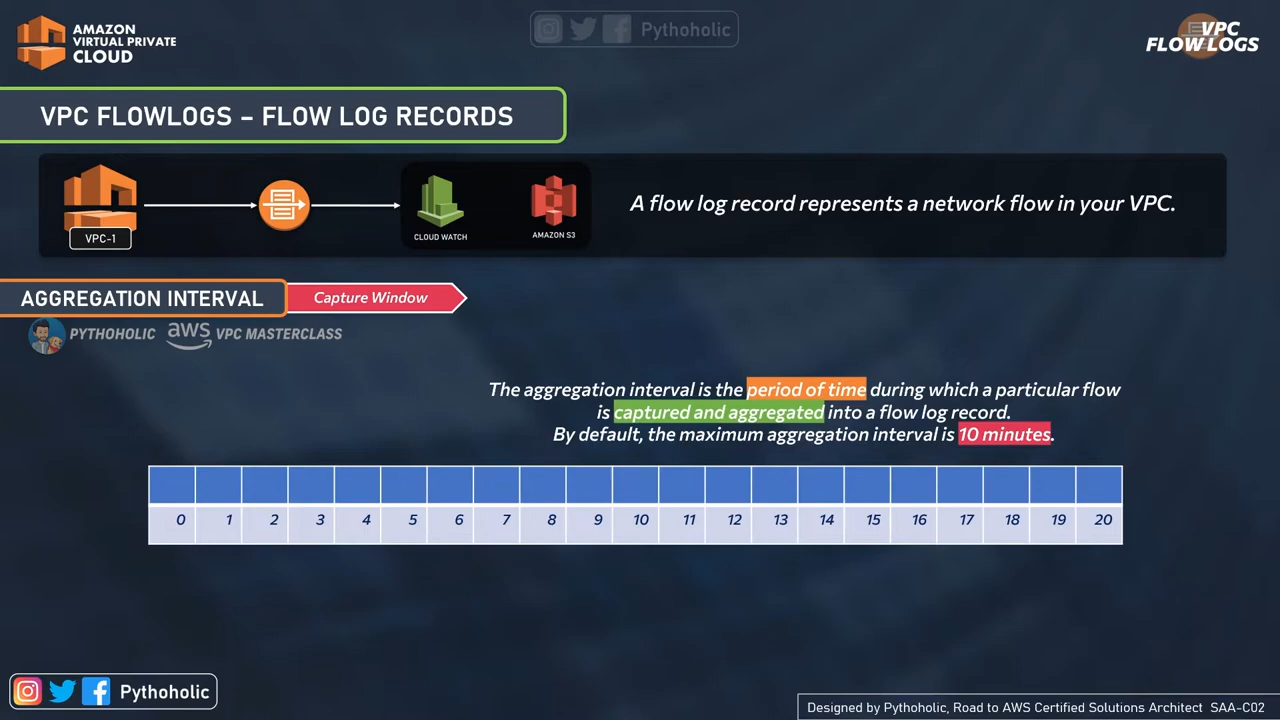 AMAZON
VIRTUAL PRIVATE
CLOUD
Pythoholic
VPC
FLOW LOGS
VPC FLOWLOGS – FLOW LOG RECORDS
VPC-1
CLOUD WATCH
AMAZON S3
A flow log record represents a network flow in your VPC.
AGGREGATION INTERVAL
Capture Window
PYTHOHOLIC aws VPC MASTERCLASS
The aggregation interval is the period of time during which a particular flow
is captured and aggregated into a flow log record.
By default, the maximum aggregation interval is 10 minutes.
0 1 2 3 4 5 6 7 8 9 10 11 12 13 14 15 16 17 18 19 20
Pythoholic
Designed by Pythoholic, Road to AWS Certified Solutions Architect SAA-C02